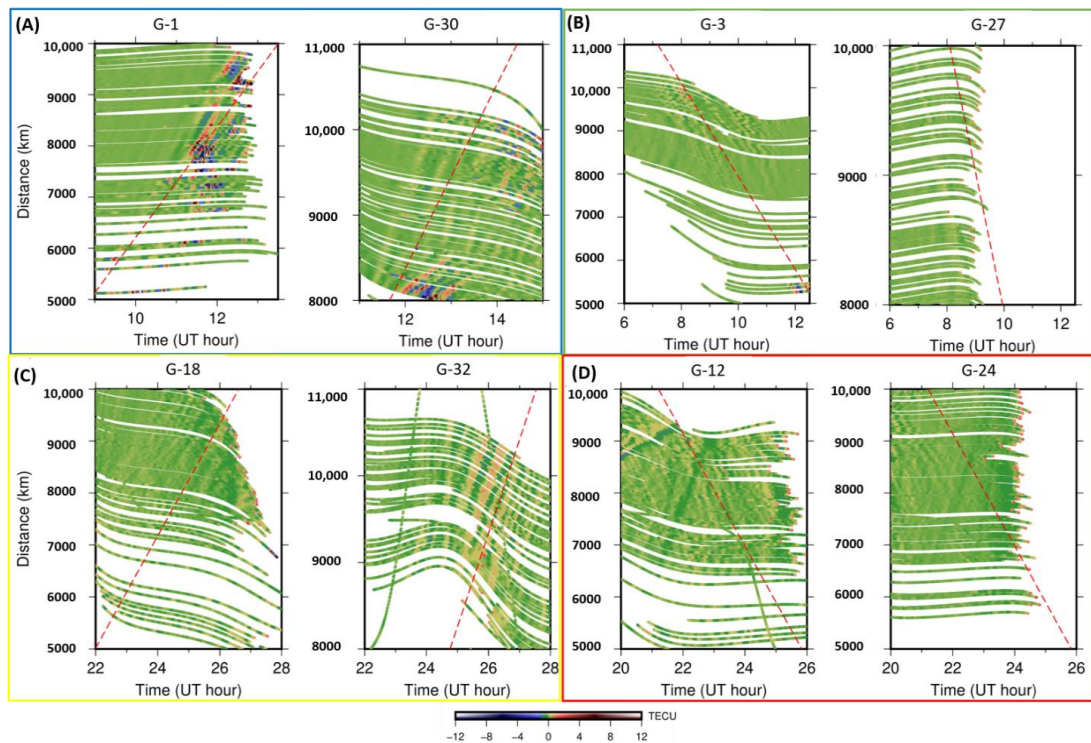 (A) G-1 G-30
10,000 9000 8000 7000 6000 5000
Distance (km)
10 12
Time (UT hour)
11,000 10,000 9000 8000
12 14
Time (UT hour)
(B) G-3 G-27
11,000 10,000 9000 8000 7000 6000 5000
6 8 10 12
Time (UT hour)
10,000 9000 8000
6 8 10 12
Time (UT hour)
(C) G-18 G-32
10,000 9000 8000 7000 6000 5000
Distance (km)
22 24 26 28
Time (UT hour)
11,000 10,000 9000 8000
22 24 26 28
Time (UT hour)
(D) G-12 G-24
10,000 9000 8000 7000 6000 5000
20 22 24 26
Time (UT hour)
10,000 9000 8000 7000 6000 5000
20 22 24 26
Time (UT hour)
TECU
-12 -8 -4 0 4 8 12